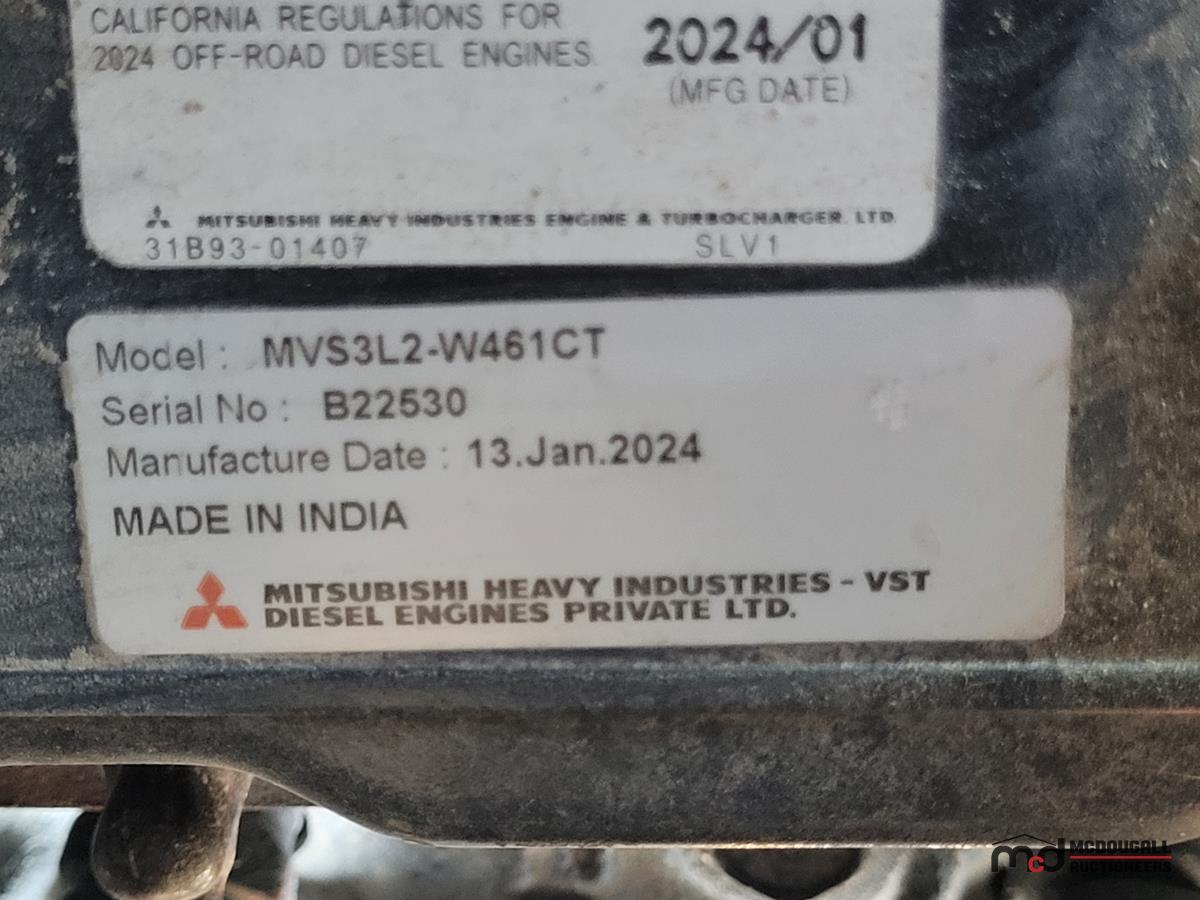 CALIFORNIA REGULATIONS FOR
2024 OFF-ROAD DIESEL ENGINES.
2024/01
(MFG DATE)
MITSUBISHI HEAVY INDUSTRIES ENGINE & TURBOCHARGER. LTD.
31B93-01407 SLV1
Model : MVS3L2-W461CT
Serial No : B22530
Manufacture Date : 13.Jan.2024
MADE IN INDIA
MITSUBISHI HEAVY INDUSTRIES - VST
DIESEL ENGINES PRIVATE LTD.
mcd MCDOUGALL
AUCTIONEERS